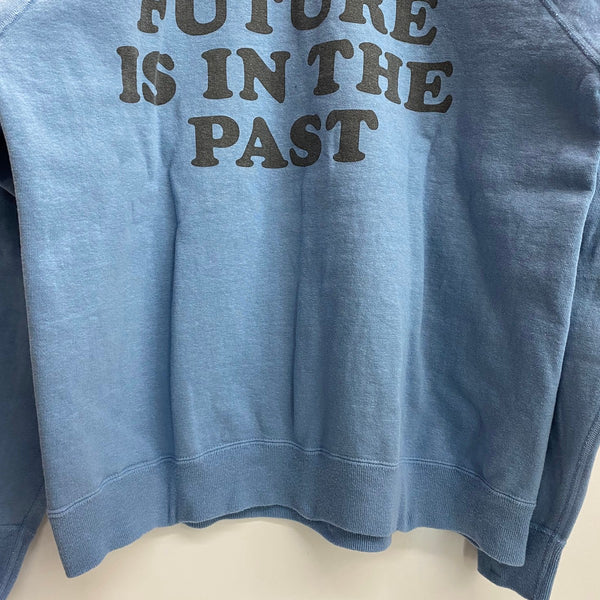 FUTURE
IS IN THE
PAST